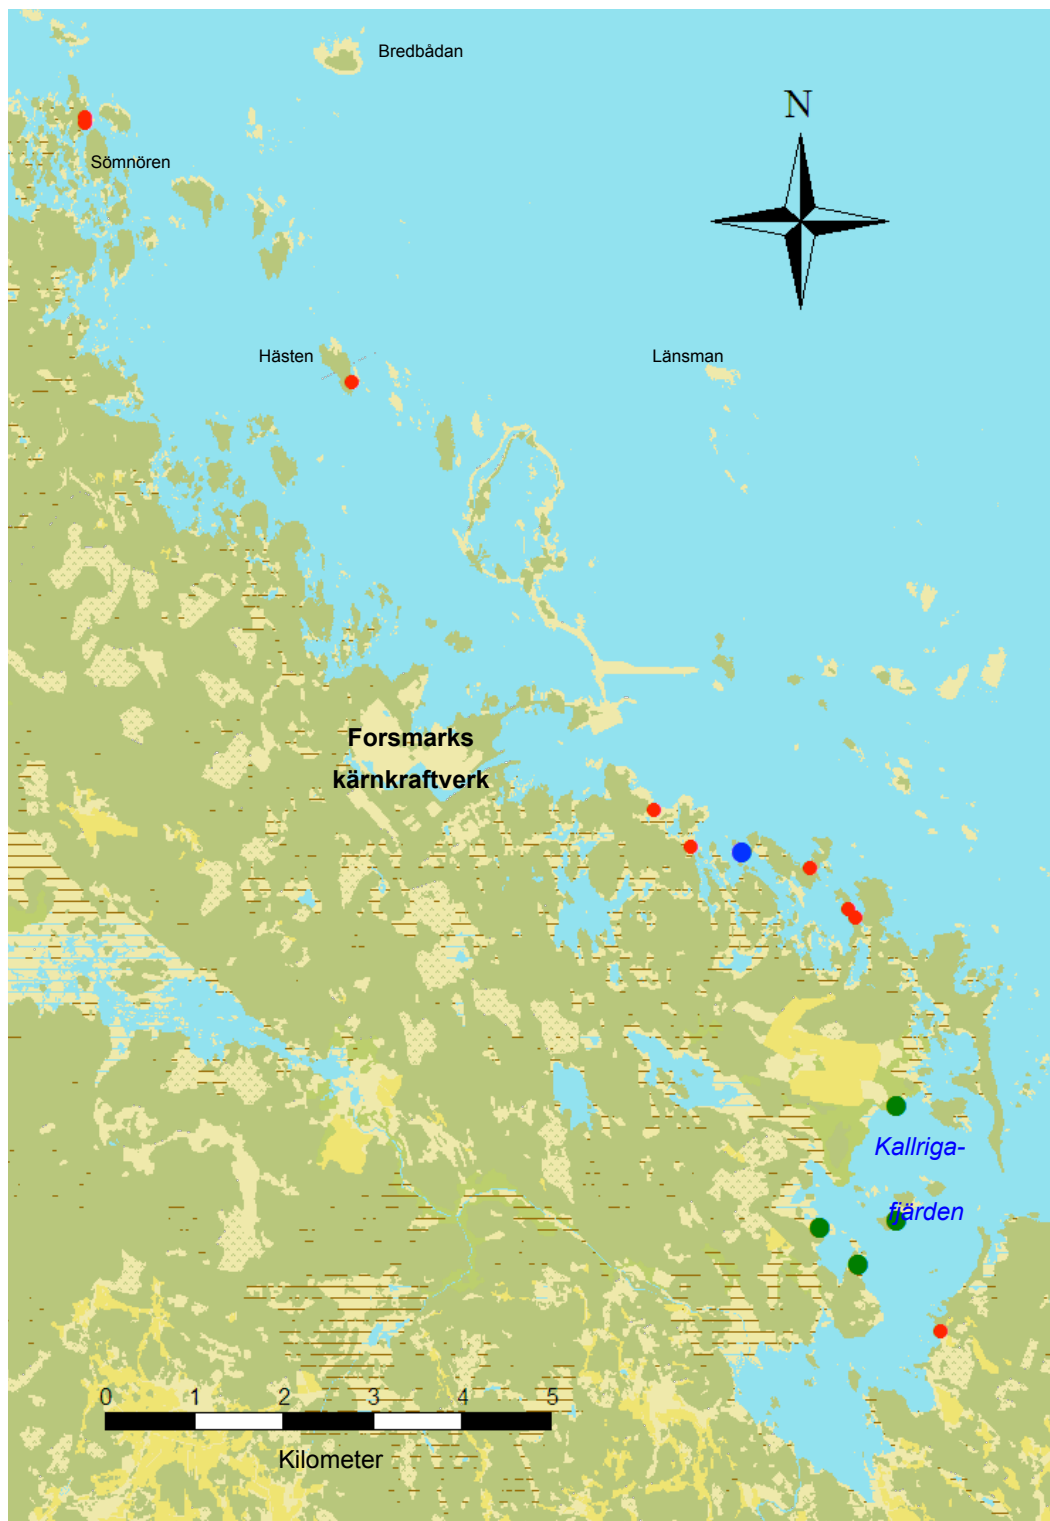 Bredbådan
N
Sömnören
Hästen
Länsman
Forsmarks
kärnkraftverk
Kallriga-
fjärden
0 1 2 3 4 5
Kilometer